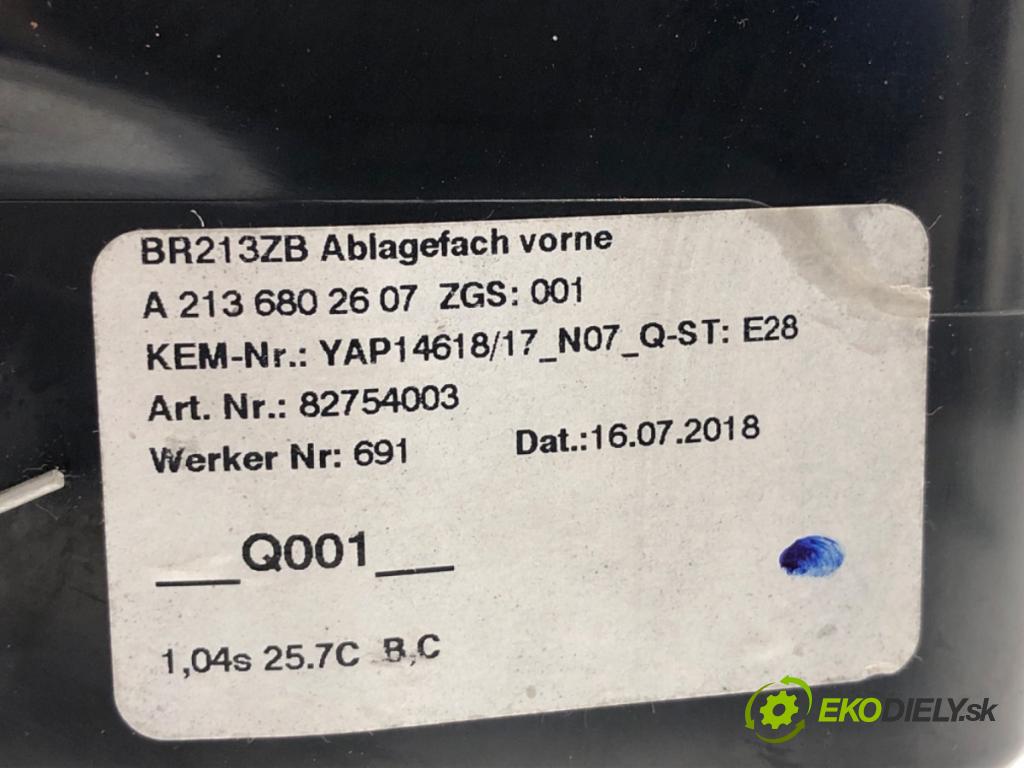 BR213ZB Ablagefach vorne
A 213 680 26 07 ZGS: 001
KEM-Nr.: YAP14618/17_N07_Q-ST: E28
Art. Nr.: 82754003
Werker Nr: 691 Dat.:16.07.2018
___Q001___
1,04s 25.7C B,C
EKODIELY.sk